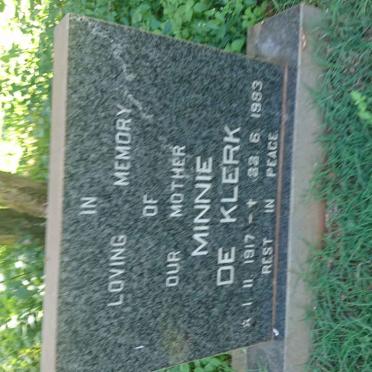 IN
LOVING MEMORY
OF
OUR MOTHER
MINNIE
DE KLERK
☆ 1. 11. 1917 - † 22. 6. 1983
REST IN PEACE